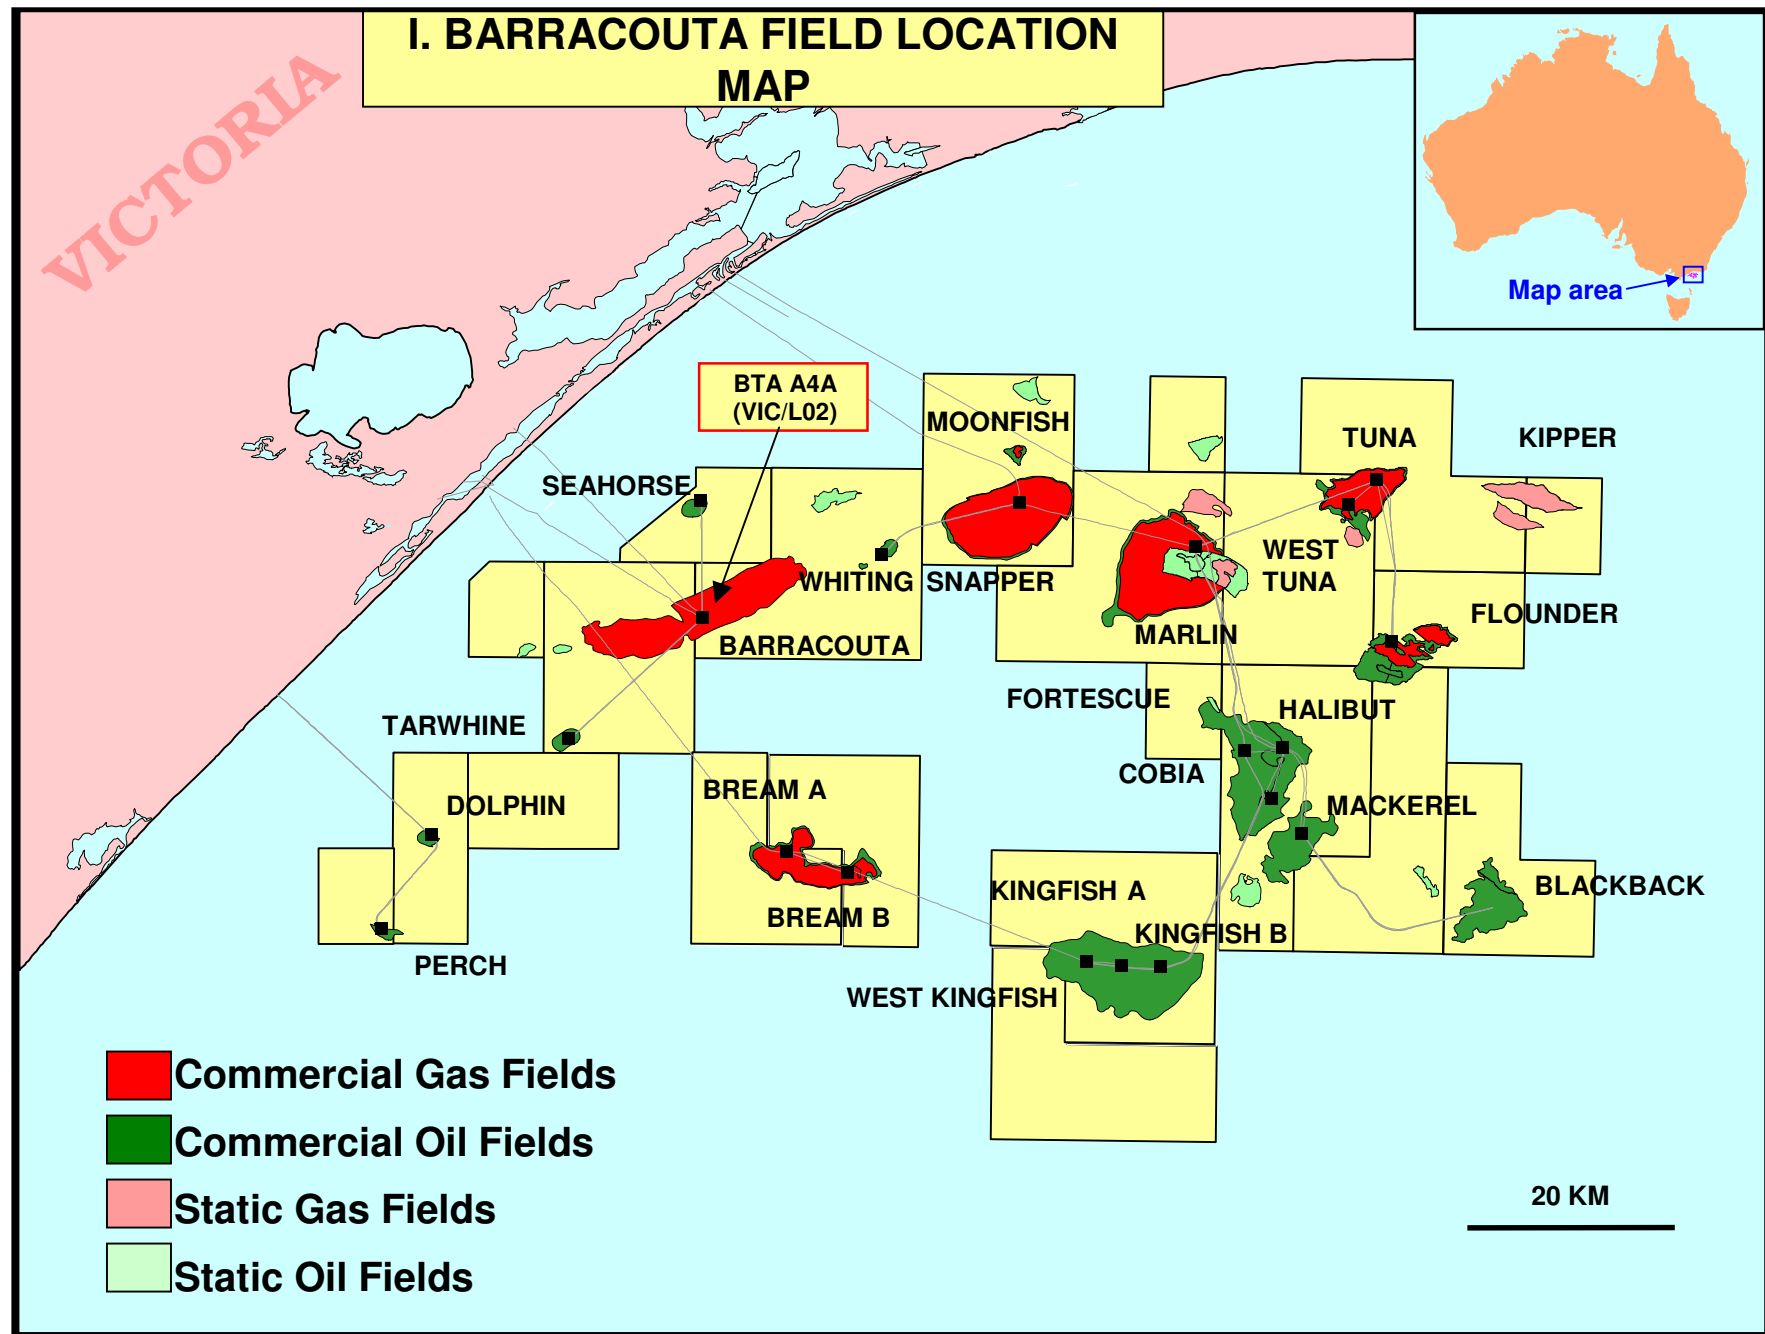 I. BARRACOUTA FIELD LOCATION
MAP
VICTORIA
Map area
BTA A4A
(VIC/L02)
MOONFISH
TUNA
KIPPER
SEAHORSE
WEST
TUNA
WHITING
SNAPPER
FLOUNDER
MARLIN
BARRACOUTA
FORTESCUE
HALIBUT
TARWHINE
COBIA
BREAM A
DOLPHIN
MACKEREL
BLACKBACK
KINGFISH A
BREAM B
KINGFISH B
PERCH
WEST KINGFISH
Commercial Gas Fields
Commercial Oil Fields
Static Gas Fields
Static Oil Fields
20 KM